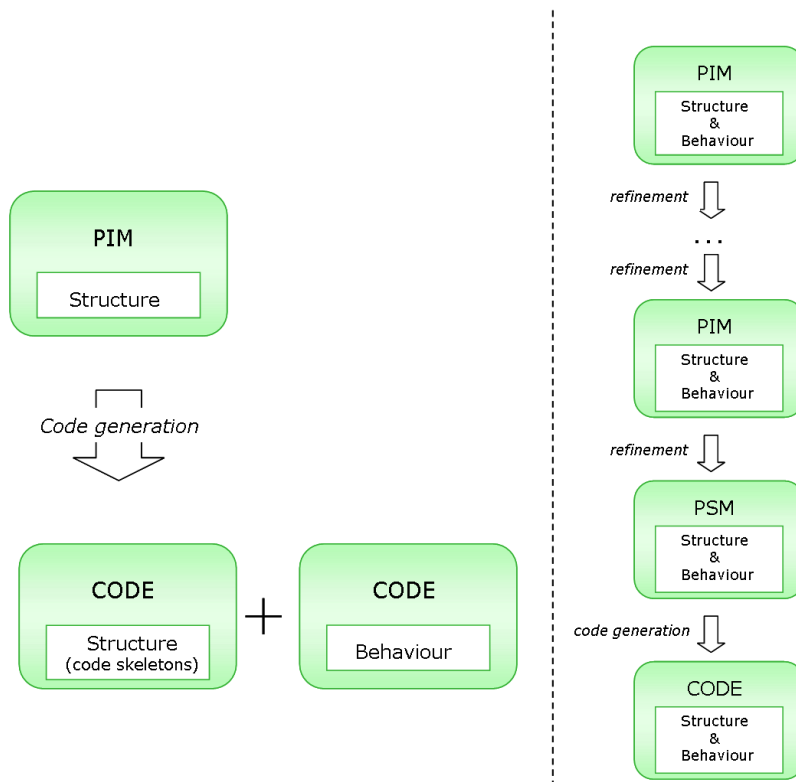 PIM
Structure
Code generation
CODE
Structure
(code skeletons)
+
CODE
Behaviour
PIM
Structure
&
Behaviour
refinement
...
refinement
PIM
Structure
&
Behaviour
refinement
PSM
Structure
&
Behaviour
code generation
CODE
Structure
&
Behaviour